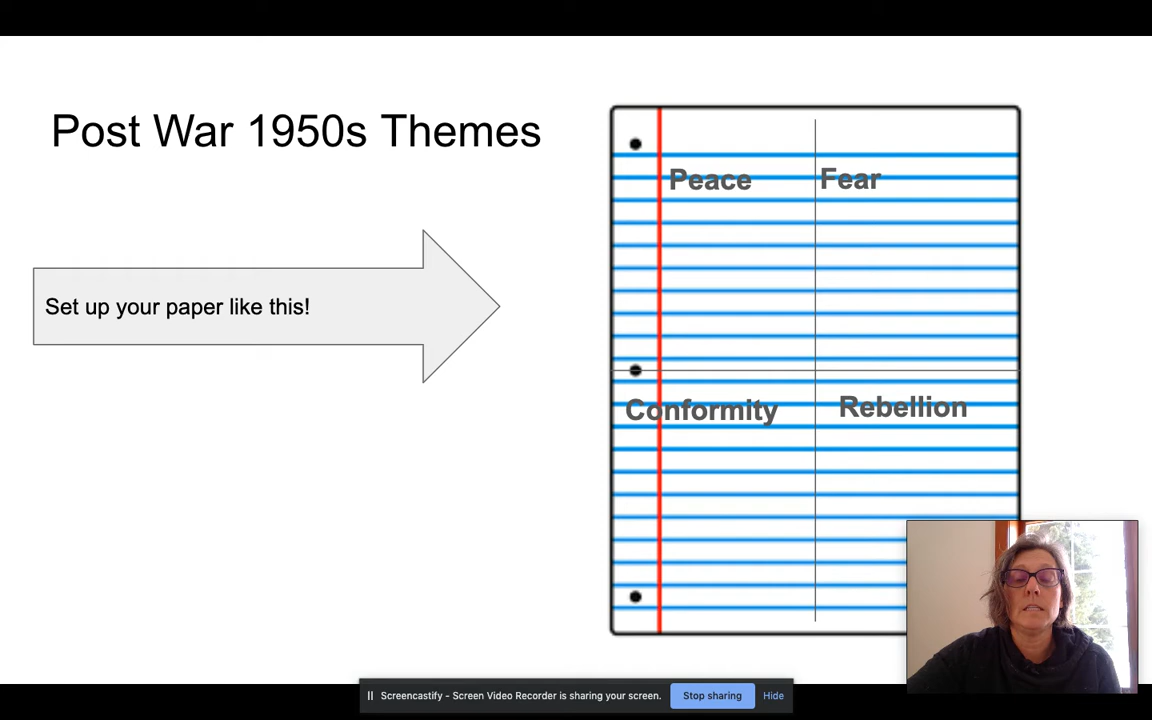 Post War 1950s Themes
Set up your paper like this!
Peace
Fear
Conformity
Rebellion
Screencastify - Screen Video Recorder is sharing your screen.
Stop sharing
Hide